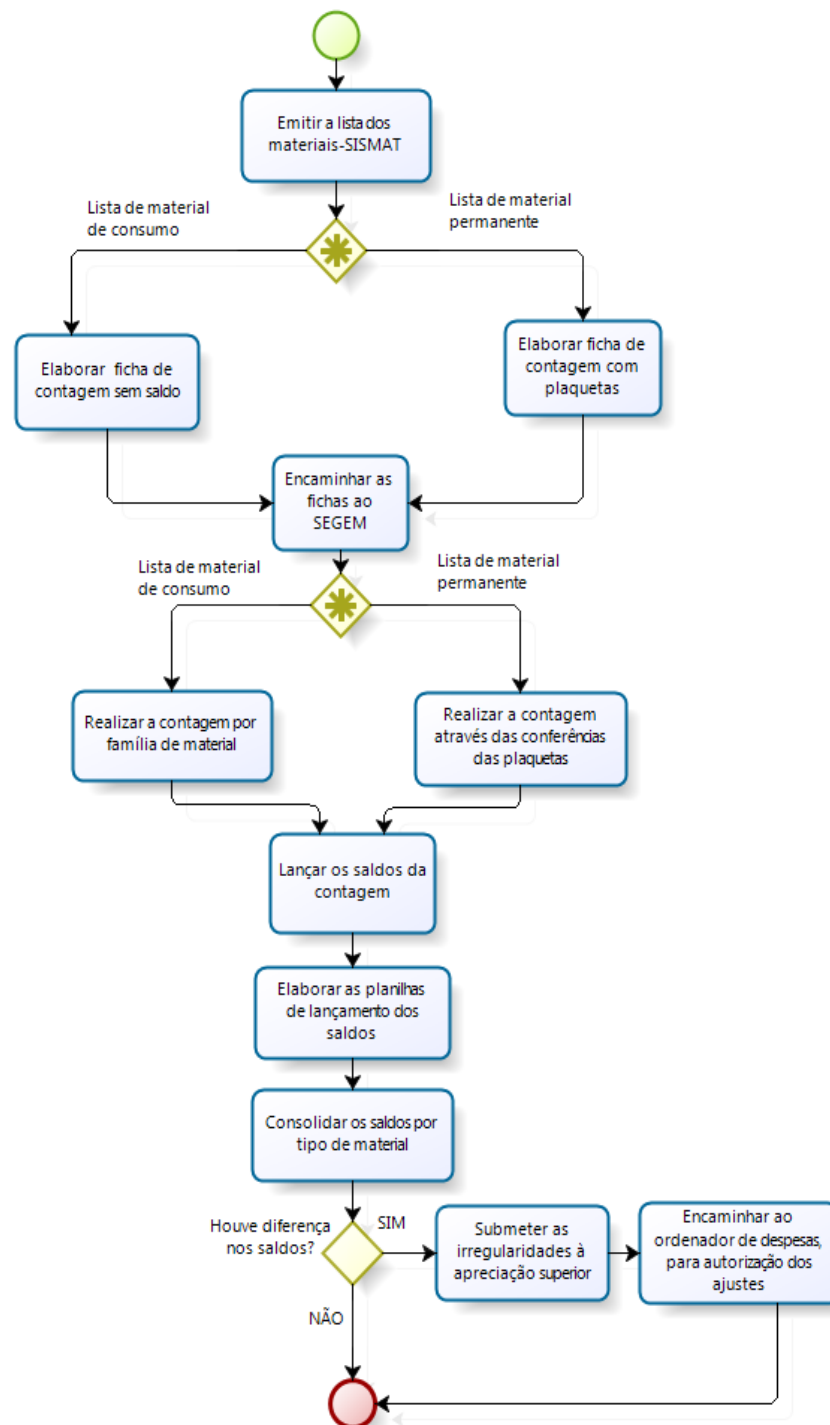 Emitir a lista dos
materiais-SISMAT
Lista de material
de consumo
Lista de material
permanente
Elaborar ficha de
contagem sem saldo
Elaborar ficha de
contagem com
plaquetas
Encaminhar as
fichas ao
SEGEM
Lista de material
de consumo
Lista de material
permanente
Realizar a contagem por
família de material
Realizar a contagem
através das conferências
das plaquetas
Lançar os saldos da
contagem
Elaborar as planilhas
de lançamento dos
saldos
Consolidar os saldos por
tipo de material
Houve diferença
nos saldos?
SIM
Submeter as
irregularidades à
apreciação superior
Encaminhar ao
ordenador de despesas,
para autorização dos
ajustes
NÃO